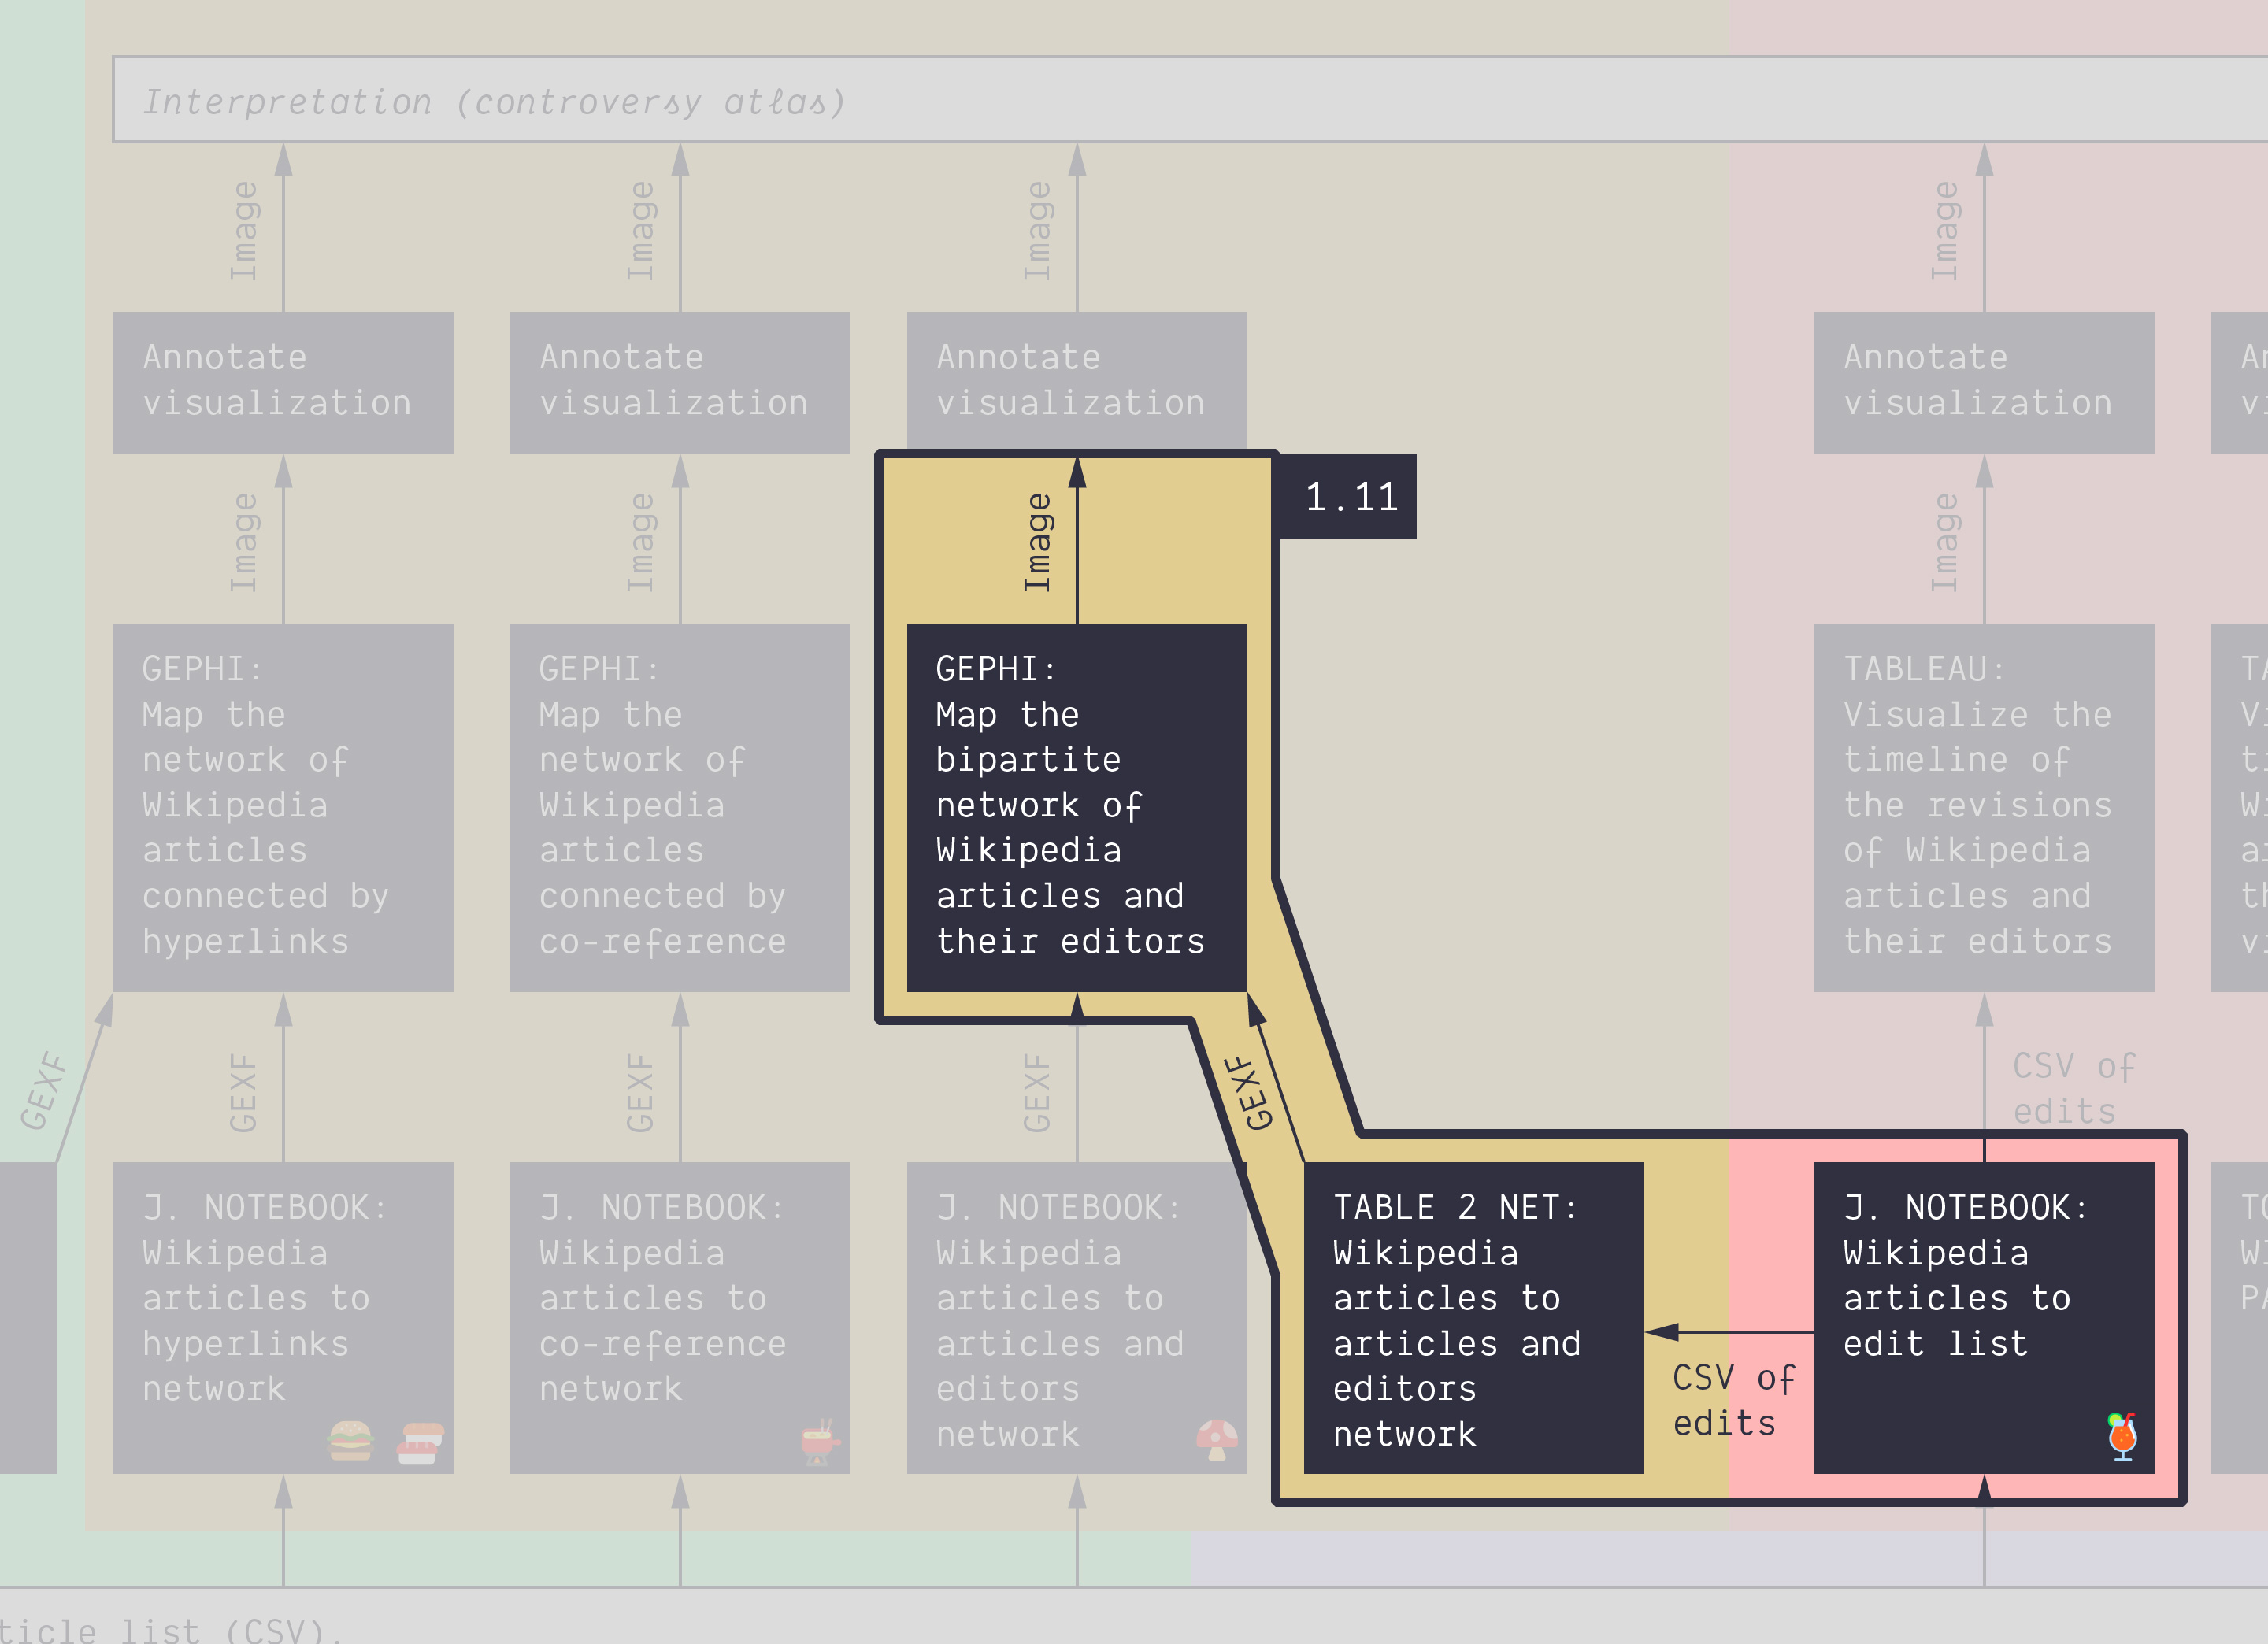 Interpretation (controversy atlas)
Image
Image
Image
Image
Annotate
visualization
Annotate
visualization
Annotate
visualization
Annotate
visualization
Image
Image
Image
1.11
Image
GEPHI:
Map the
network of
Wikipedia
articles
connected by
hyperlinks
GEPHI:
Map the
network of
Wikipedia
articles
connected by
co-reference
GEPHI:
Map the
bipartite
network of
Wikipedia
articles and
their editors
TABLEAU:
Visualize the
timeline of
the revisions
of Wikipedia
articles and
their editors
GEXF
GEXF
GEXF
GEXF
GEXF
CSV of
edits
J. NOTEBOOK:
Wikipedia
articles to
hyperlinks
network
J. NOTEBOOK:
Wikipedia
articles to
co-reference
network
J. NOTEBOOK:
Wikipedia
articles to
articles and
editors
network
TABLE 2 NET:
Wikipedia
articles to
articles and
editors
network
CSV of
edits
J. NOTEBOOK:
Wikipedia
articles to
edit list
list (CSV).